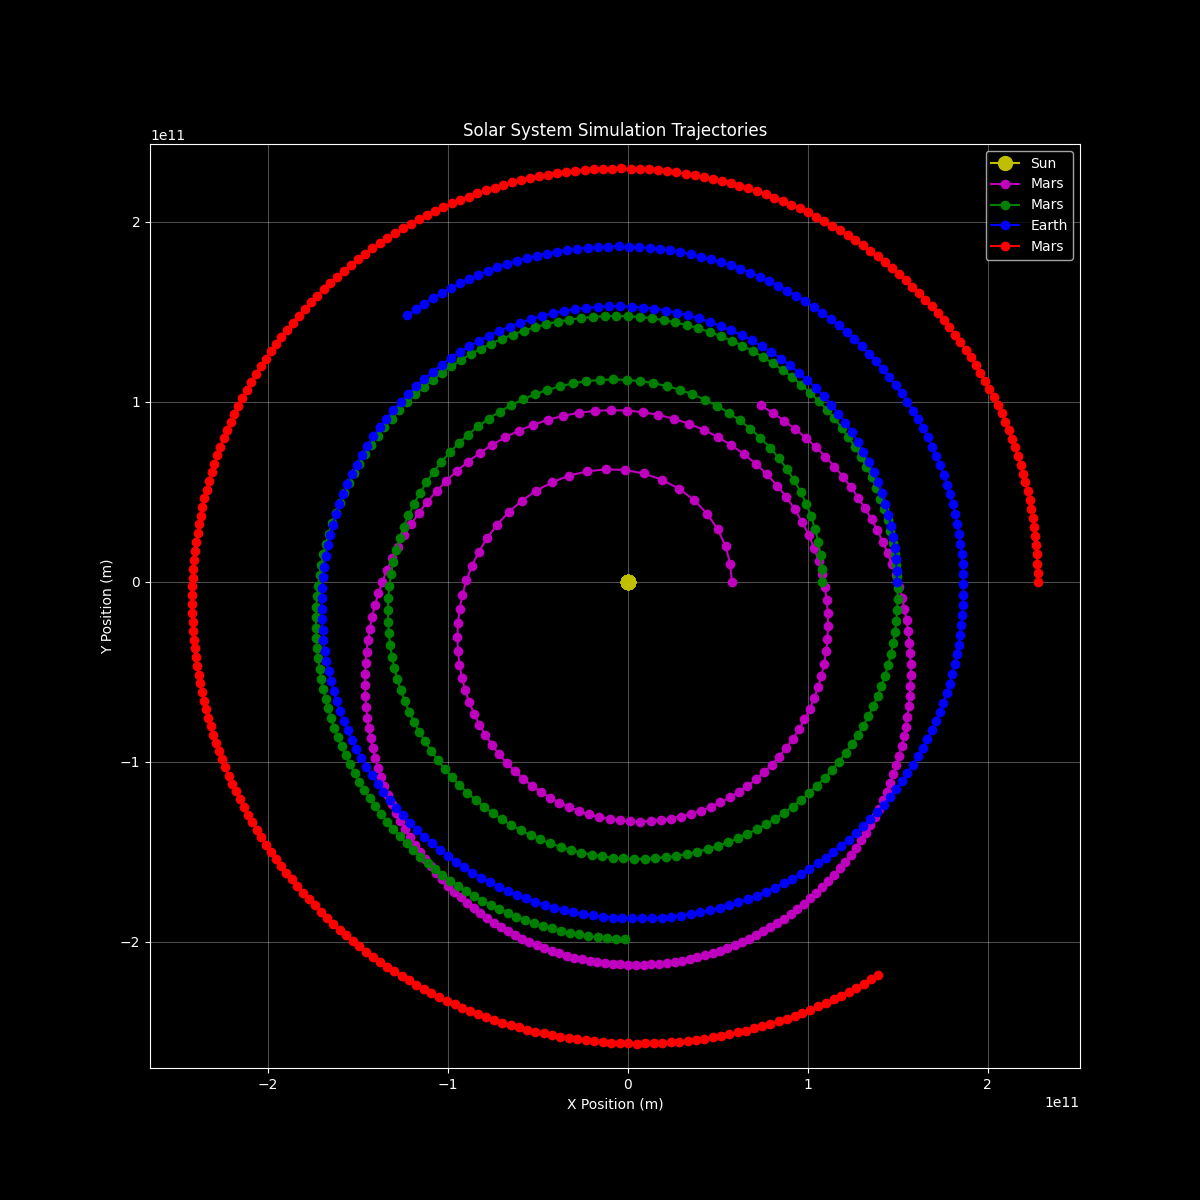 Solar System Simulation Trajectories
1e11
Sun
Mars
Mars
Earth
Mars
2
1
0
−1
−2
Y Position (m)
−2
−1
0
1
2
X Position (m)
1e11